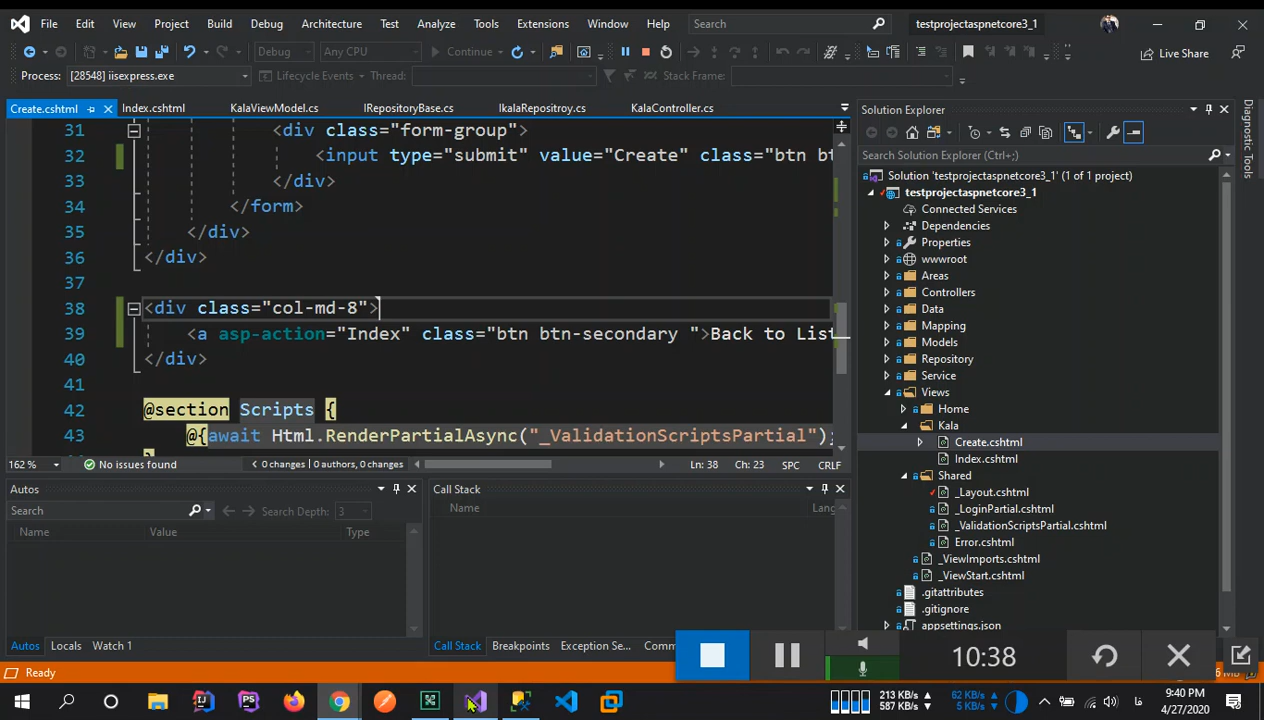 File Edit View Project Build Debug Architecture Test Analyze Tools Extensions Window Help Search testprojectaspnetcore3_1
Debug Any CPU Continue Live Share
Process: [28548] iisexpress.exe Lifecycle Events Thread: Stack Frame:
Create.cshtml Index.cshtml KalaViewModel.cs IRepositoryBase.cs IkalaRepositroy.cs KalaController.cs
31 <div class="form-group">
32 <input type="submit" value="Create" class="btn bt
33 </div>
34 </form>
35 </div>
36 </div>
37
38 <div class="col-md-8">
39 <a asp-action="Index" class="btn btn-secondary ">Back to List
40 </div>
41
42 @section Scripts {
43 @{await Html.RenderPartialAsync("_ValidationScriptsPartial");
162 % No issues found 0 changes | 0 authors, 0 changes Ln: 38 Ch: 23 SPC CRLF
Autos
Search Search Depth: 3
Name Value Type
Autos Locals Watch 1
Call Stack
Name Lang
Call Stack Breakpoints Exception Se... Comm
Solution Explorer
Search Solution Explorer (Ctrl+;)
Solution 'testprojectaspnetcore3_1' (1 of 1 project)
testprojectaspnetcore3_1
Connected Services
Dependencies
Properties
wwwroot
Areas
Controllers
Data
Mapping
Models
Repository
Service
Views
Home
Kala
Create.cshtml
Index.cshtml
Shared
_Layout.cshtml
_LoginPartial.cshtml
_ValidationScriptsPartial.cshtml
Error.cshtml
_ViewImports.cshtml
_ViewStart.cshtml
.gitattributes
.gitignore
appsettings.json
Diagnostic Tools
10:38
Ready
213 KB/s
587 KB/s
62 KB/s
5 KB/s
فا
9:40 PM
4/27/2020